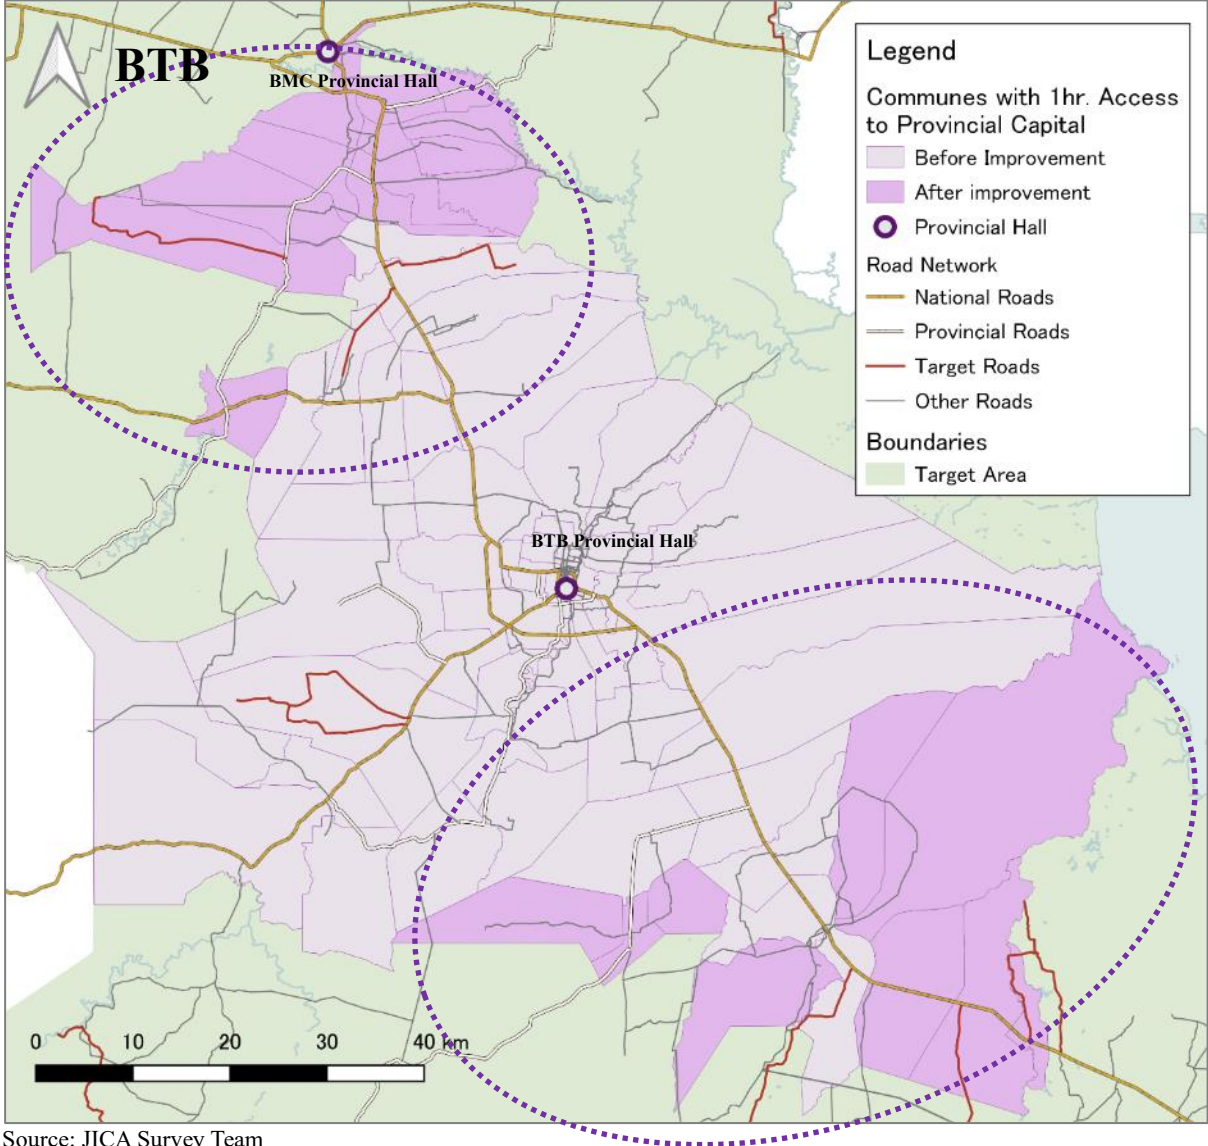 BTB
BMC Provincial Hall
Legend
Communes with 1hr. Access
to Provincial Capital
Before Improvement
After improvement
Provincial Hall
Road Network
National Roads
Provincial Roads
Target Roads
Other Roads
Boundaries
Target Area
BTB Provincial Hall
0 10 20 30 40 km
Source: JICA Survey Team